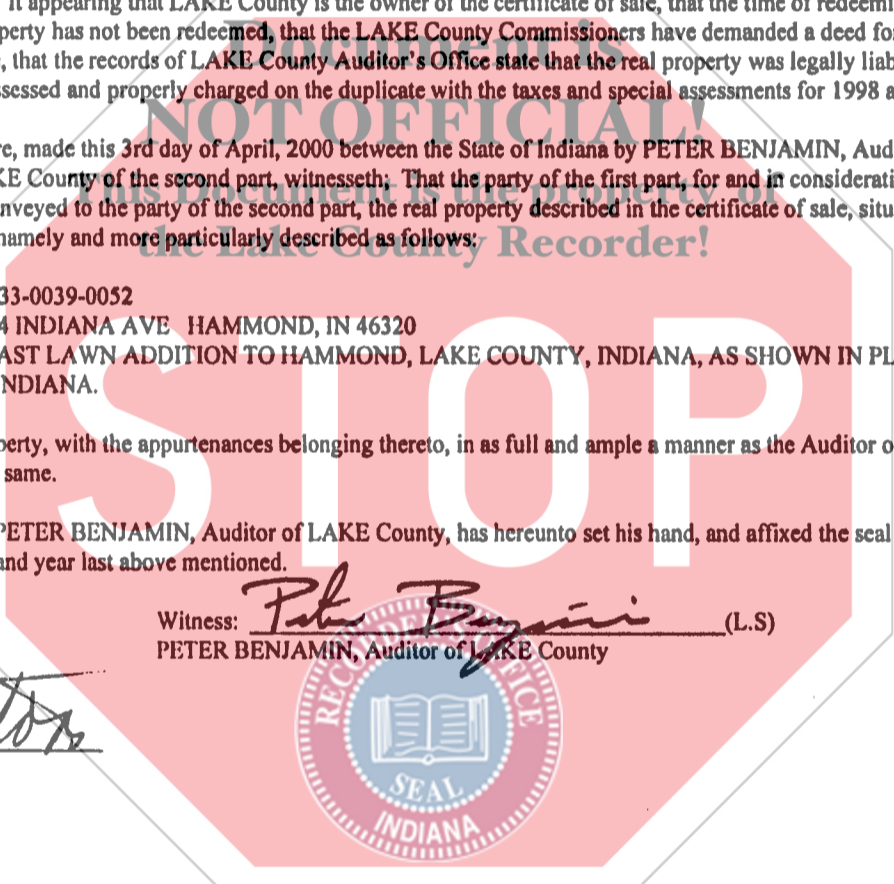 It appearing that LAKE County is the owner of the certificate of sale, that the time of redeemi
perty has not been redeemed, that the LAKE County Commissioners have demanded a deed for
, that the records of LAKE County Auditor's Office state that the real property was legally liab
ssessed and properly charged on the duplicate with the taxes and special assessments for 1998 a
Document is
NOT OFFICIAL!
This Document is the property of
the Lake County Recorder!
re, made this 3rd day of April, 2000 between the State of Indiana by PETER BENJAMIN, Aud
KE County of the second part, witnesseth; That the party of the first part, for and in considerati
nveyed to the party of the second part, the real property described in the certificate of sale, situ
namely and more particularly described as follows:
33-0039-0052
4 INDIANA AVE HAMMOND, IN 46320
AST LAWN ADDITION TO HAMMOND, LAKE COUNTY, INDIANA, AS SHOWN IN PL
NDIANA.
STOP
perty, with the appurtenances belonging thereto, in as full and ample a manner as the Auditor o
same.
PETER BENJAMIN, Auditor of LAKE County, has hereunto set his hand, and affixed the seal
and year last above mentioned.
Witness: Peter Benjamin (L.S)
PETER BENJAMIN, Auditor of LAKE County
RECORDER'S OFFICE
SEAL
INDIANA